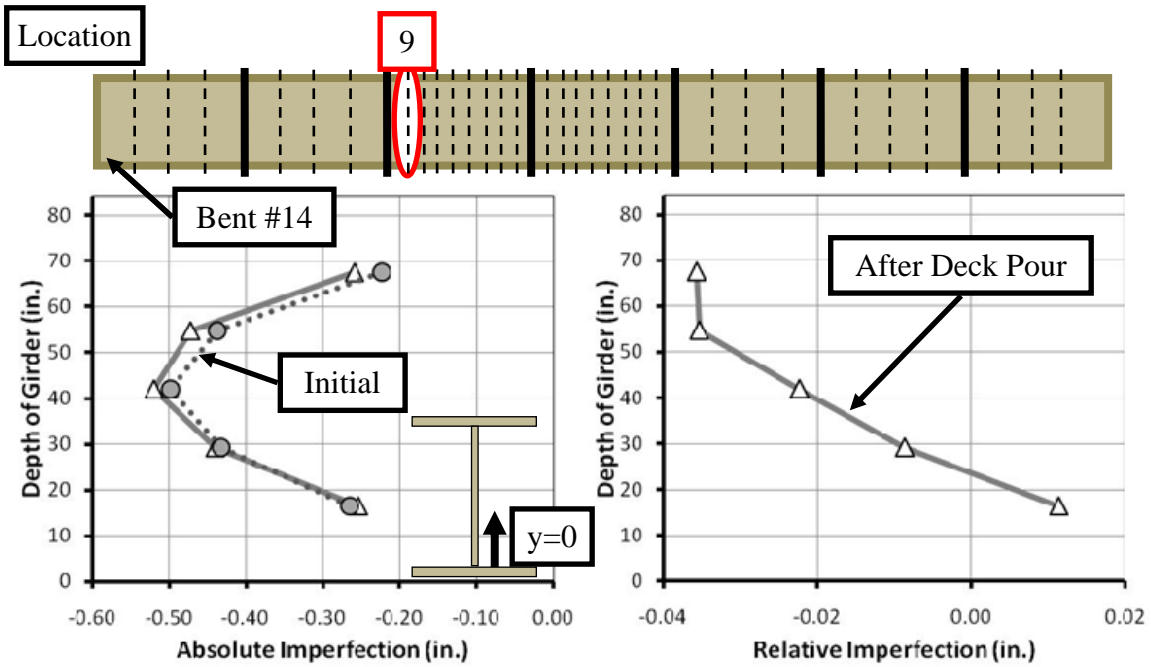 Location
9
Bent #14
Initial
y=0
80
70
60
50
40
30
20
10
0
-0.60 -0.50 -0.40 -0.30 -0.20 -0.10 0.00
Depth of Girder (in.)
Absolute Imperfection (in.)
After Deck Pour
80
70
60
50
40
30
20
10
0
-0.04 -0.02 0.00 0.02
Depth of Girder (in.)
Relative Imperfection (in.)